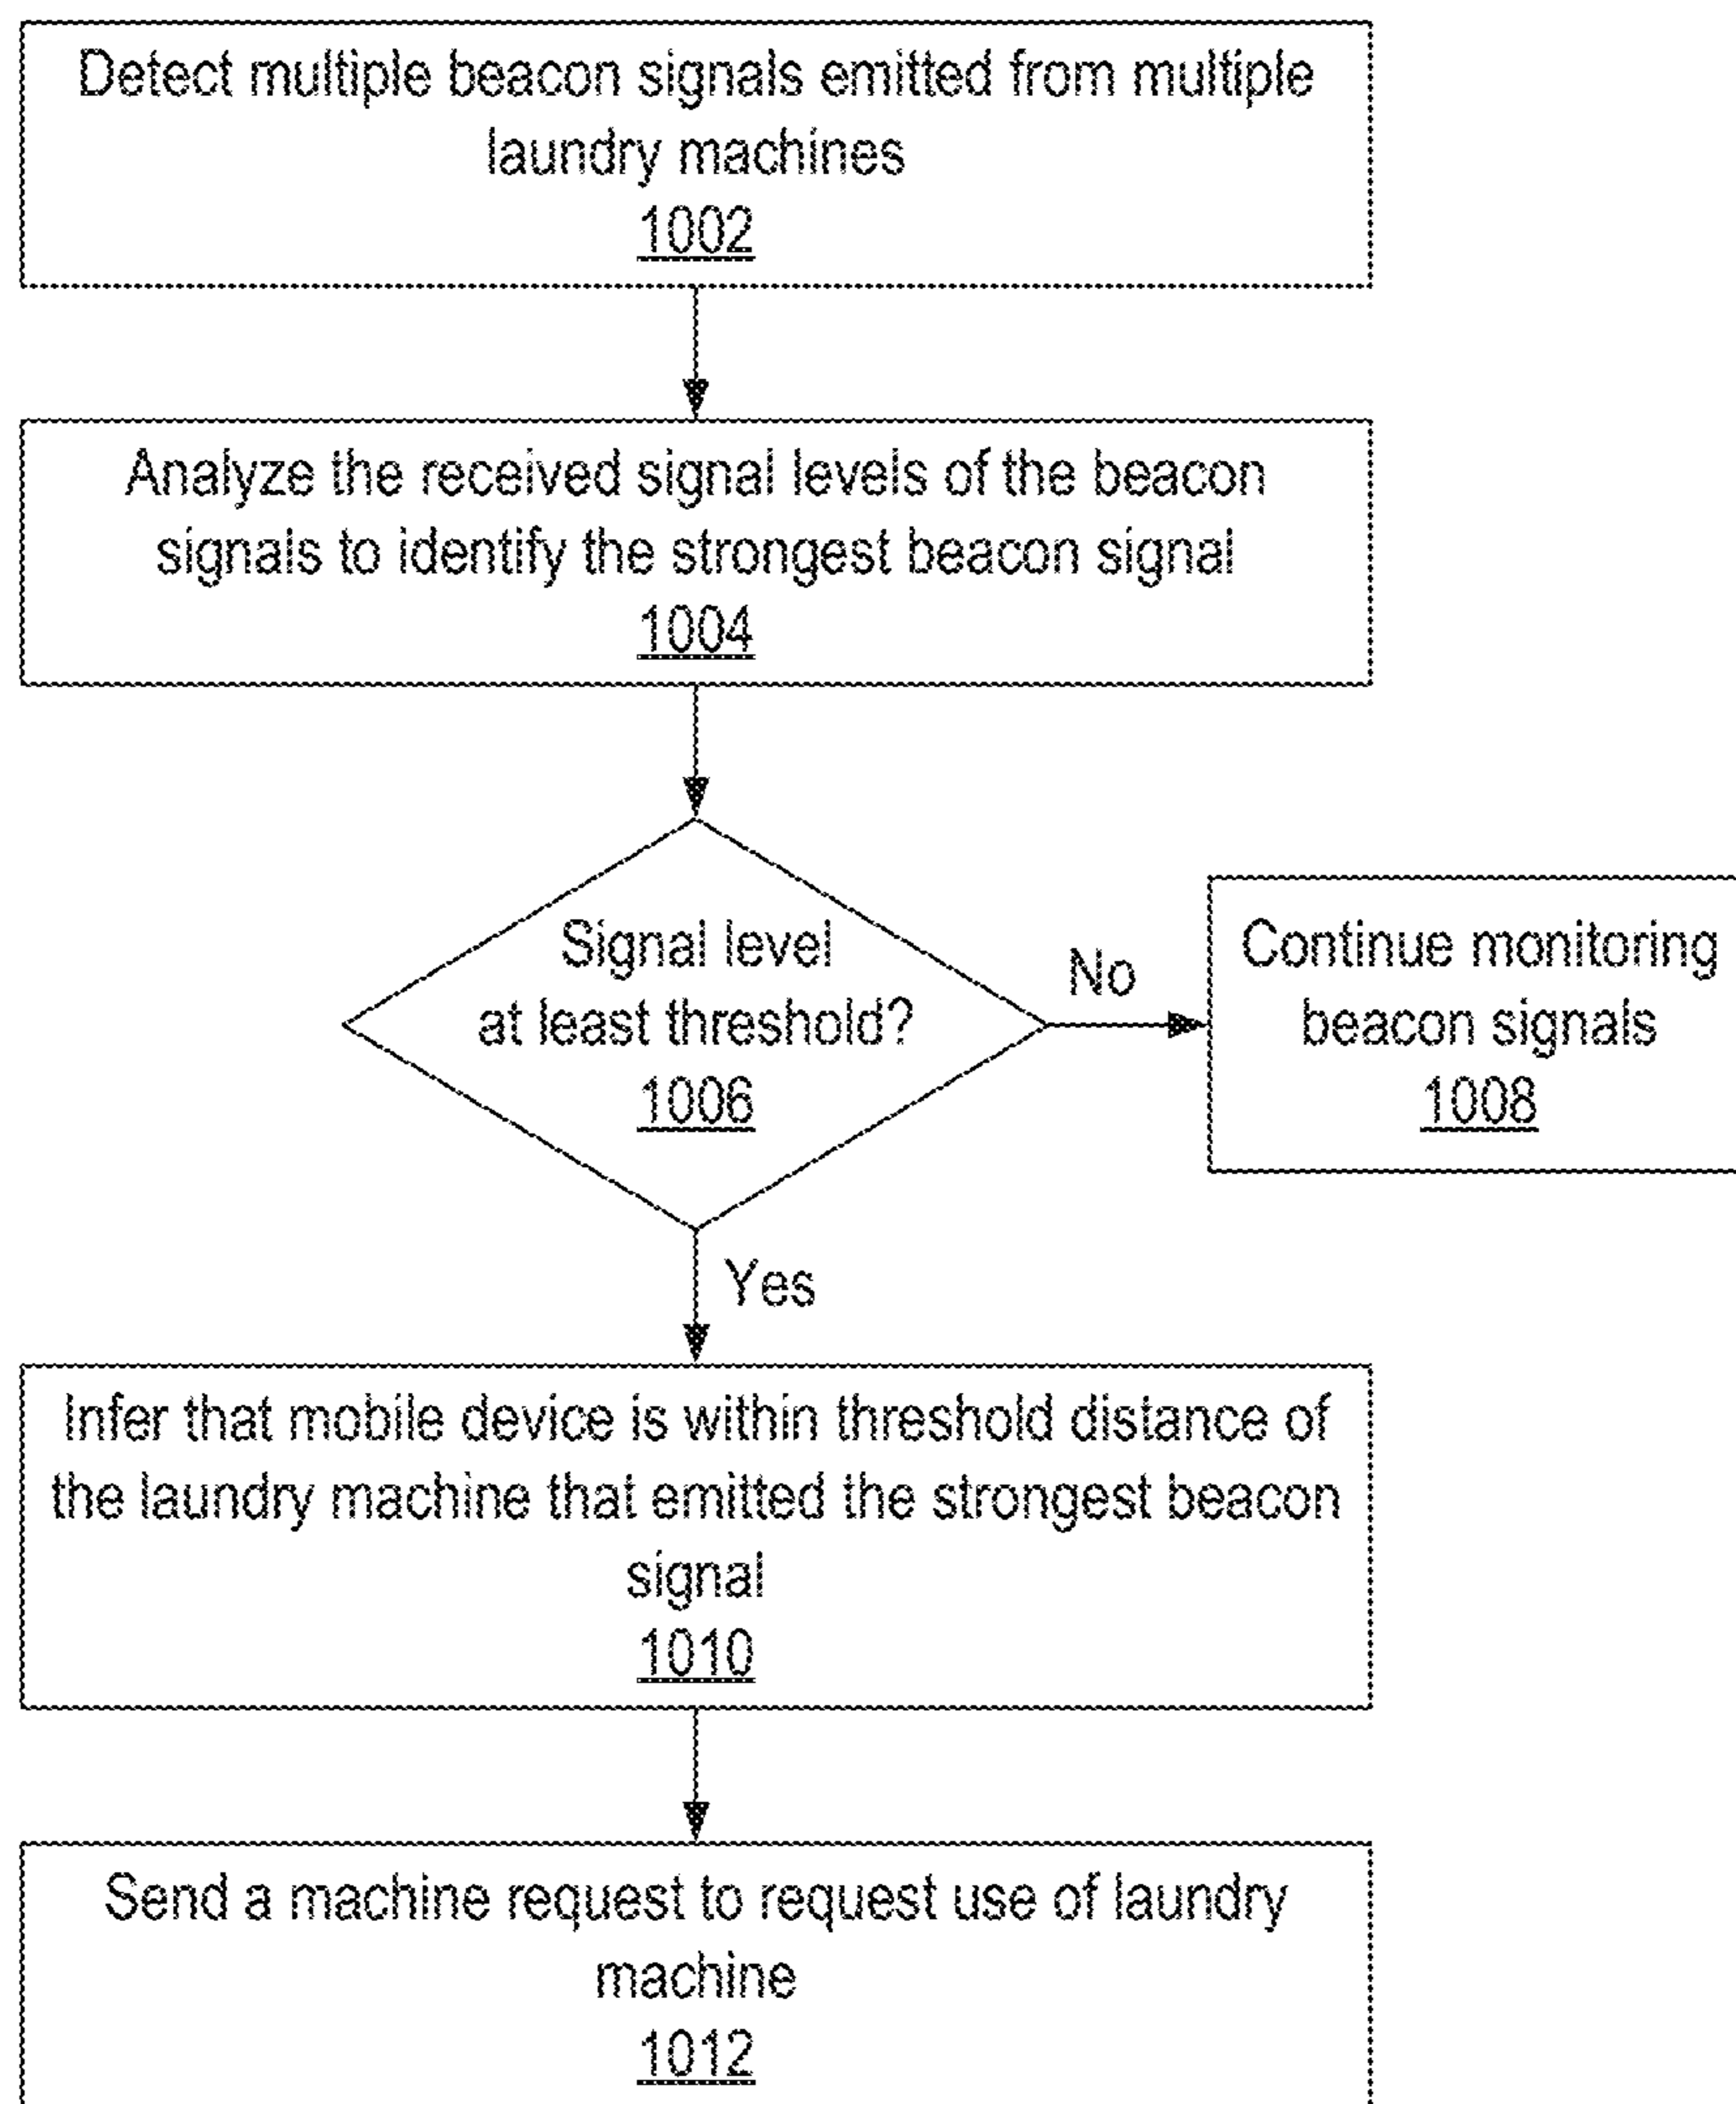 Detect multiple beacon signals emitted from multiple
laundry machines
1002
Analyze the received signal levels of the beacon
signals to identify the strongest beacon signal
1004
Signal level
at least threshold?
1006
No
Continue monitoring
beacon signals
1008
Yes
Infer that mobile device is within threshold distance of
the laundry machine that emitted the strongest beacon
signal
1010
Send a machine request to request use of laundry
machine
1012